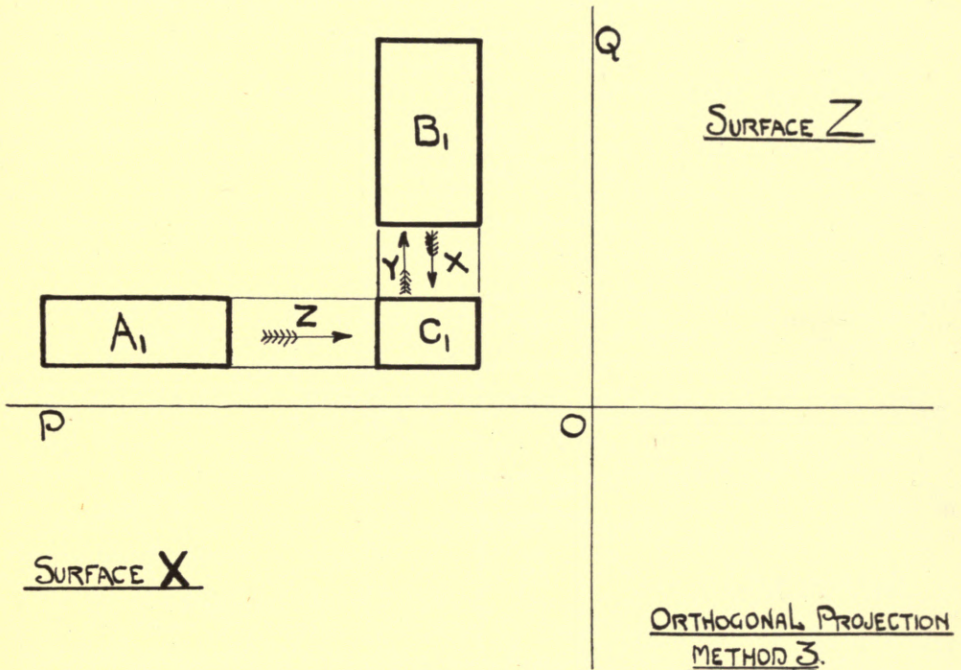 Q
SURFACE Z
B₁
Y X
Z
A₁
C₁
P
O
SURFACE X
ORTHOGONAL PROJECTION
METHOD 3.